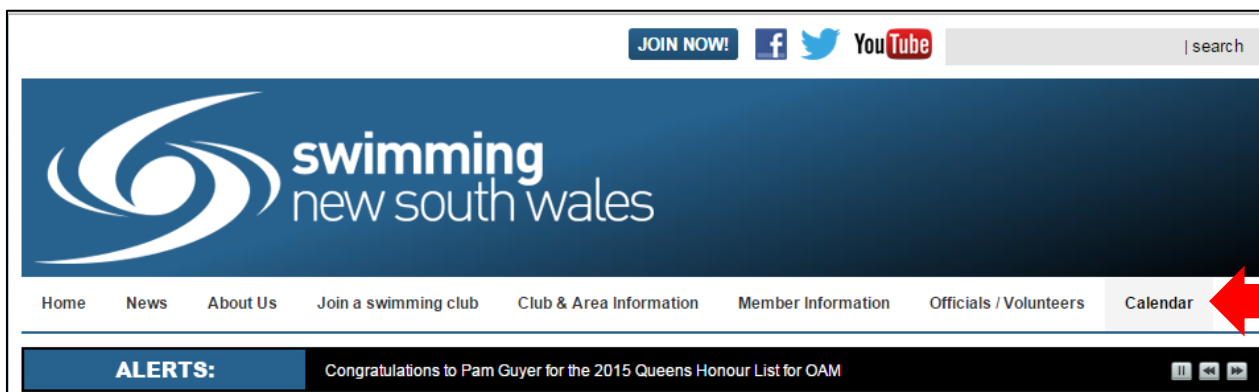 JOIN NOW! f You Tube | search
swimming
new south wales
Home News About Us Join a swimming club Club & Area Information Member Information Officials / Volunteers Calendar
ALERTS: Congratulations to Pam Guyer for the 2015 Queens Honour List for OAM